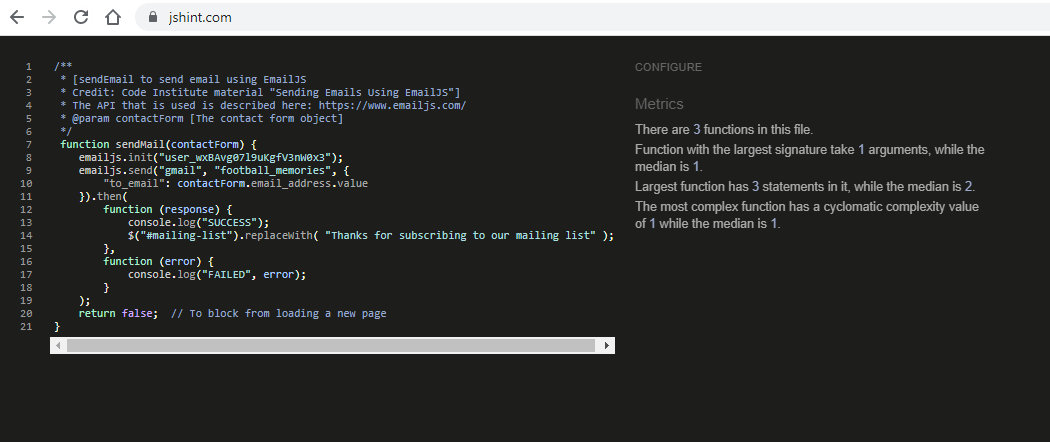 jshint.com
1 /**
2 * [sendEmail to send email using EmailJS
3 * Credit: Code Institute material "Sending Emails Using EmailJS"]
4 * The API that is used is described here: https://www.emailjs.com/
5 * @param contactForm [The contact form object]
6 */
7 function sendMail(contactForm) {
8 emailjs.init("user_wxBAvg07l9uKgfV3nW0x3");
9 emailjs.send("gmail", "football_memories", {
10 "to_email": contactForm.email_address.value
11 }).then(
12 function (response) {
13 console.log("SUCCESS");
14 $("#mailing-list").replaceWith( "Thanks for subscribing to our mailing list" );
15 },
16 function (error) {
17 console.log("FAILED", error);
18 }
19 );
20 return false; // To block from loading a new page
21 }
CONFIGURE
Metrics
There are 3 functions in this file.
Function with the largest signature take 1 arguments, while the
median is 1.
Largest function has 3 statements in it, while the median is 2.
The most complex function has a cyclomatic complexity value
of 1 while the median is 1.